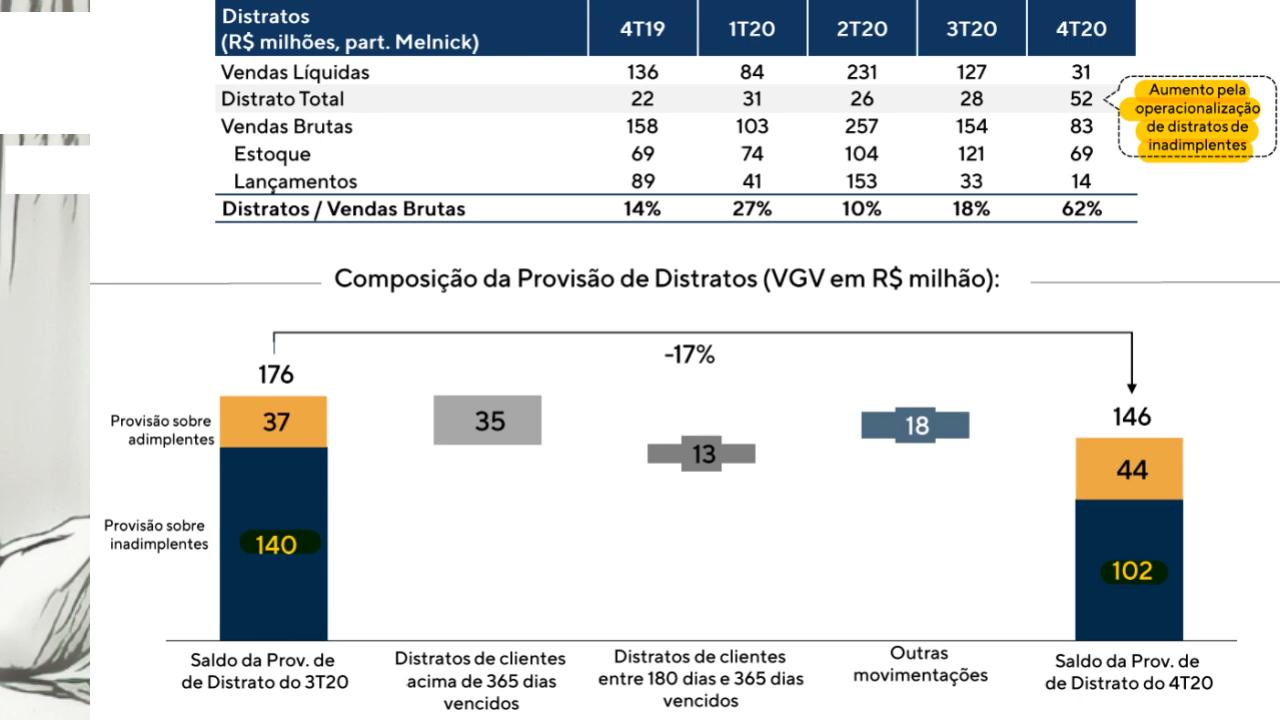 Distratos
(R$ milhões, part. Melnick) 4T19 1T20 2T20 3T20 4T20
Vendas Líquidas 136 84 231 127 31
Distrato Total 22 31 26 28 52
Vendas Brutas 158 103 257 154 83
Estoque 69 74 104 121 69
Lançamentos 89 41 153 33 14
Distratos / Vendas Brutas 14% 27% 10% 18% 62%
Aumento pela
operacionalização
de distratos de
inadimplentes
Composição da Provisão de Distratos (VGV em R$ milhão):
-17%
176
146
Provisão sobre
adimplentes
37
35
13
18
44
Provisão sobre
inadimplentes
140
102
Saldo da Prov. de
de Distrato do 3T20
Distratos de clientes
acima de 365 dias
vencidos
Distratos de clientes
entre 180 dias e 365 dias
vencidos
Outras
movimentações
Saldo da Prov. de
de Distrato do 4T20